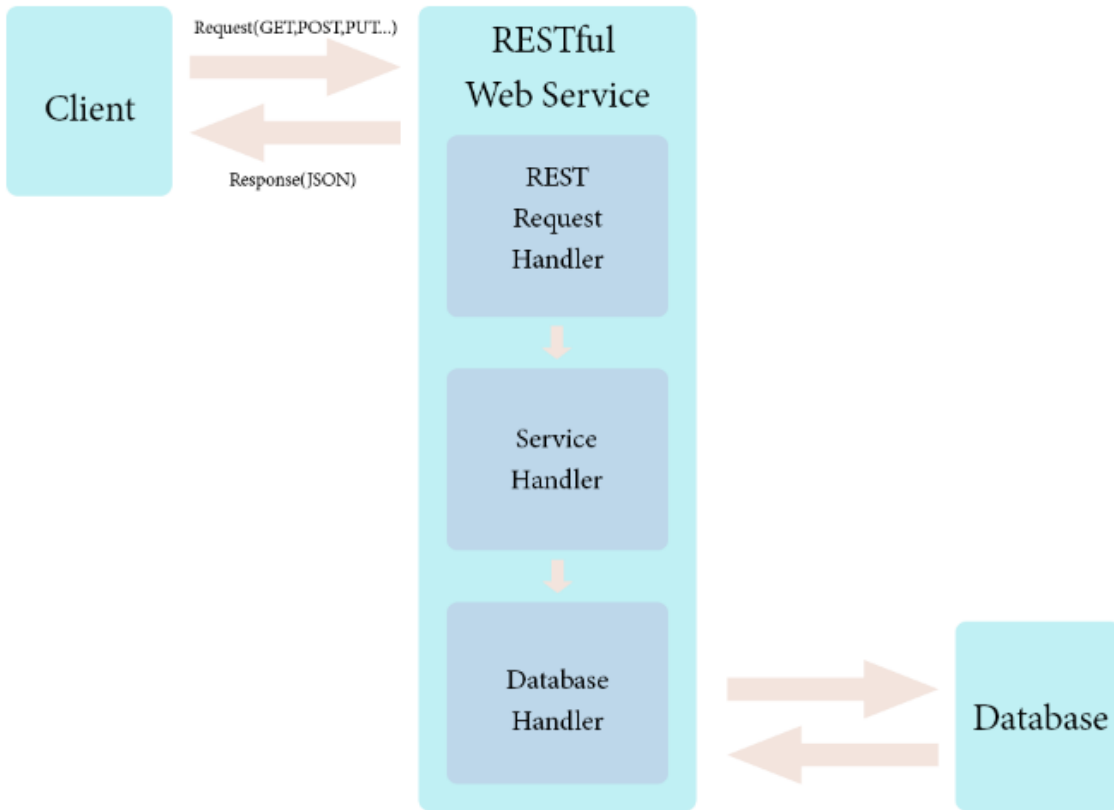 Request(GET,POST,PUT...)
Client
Response(JSON)
RESTful
Web Service
REST
Request
Handler
Service
Handler
Database
Handler
Database